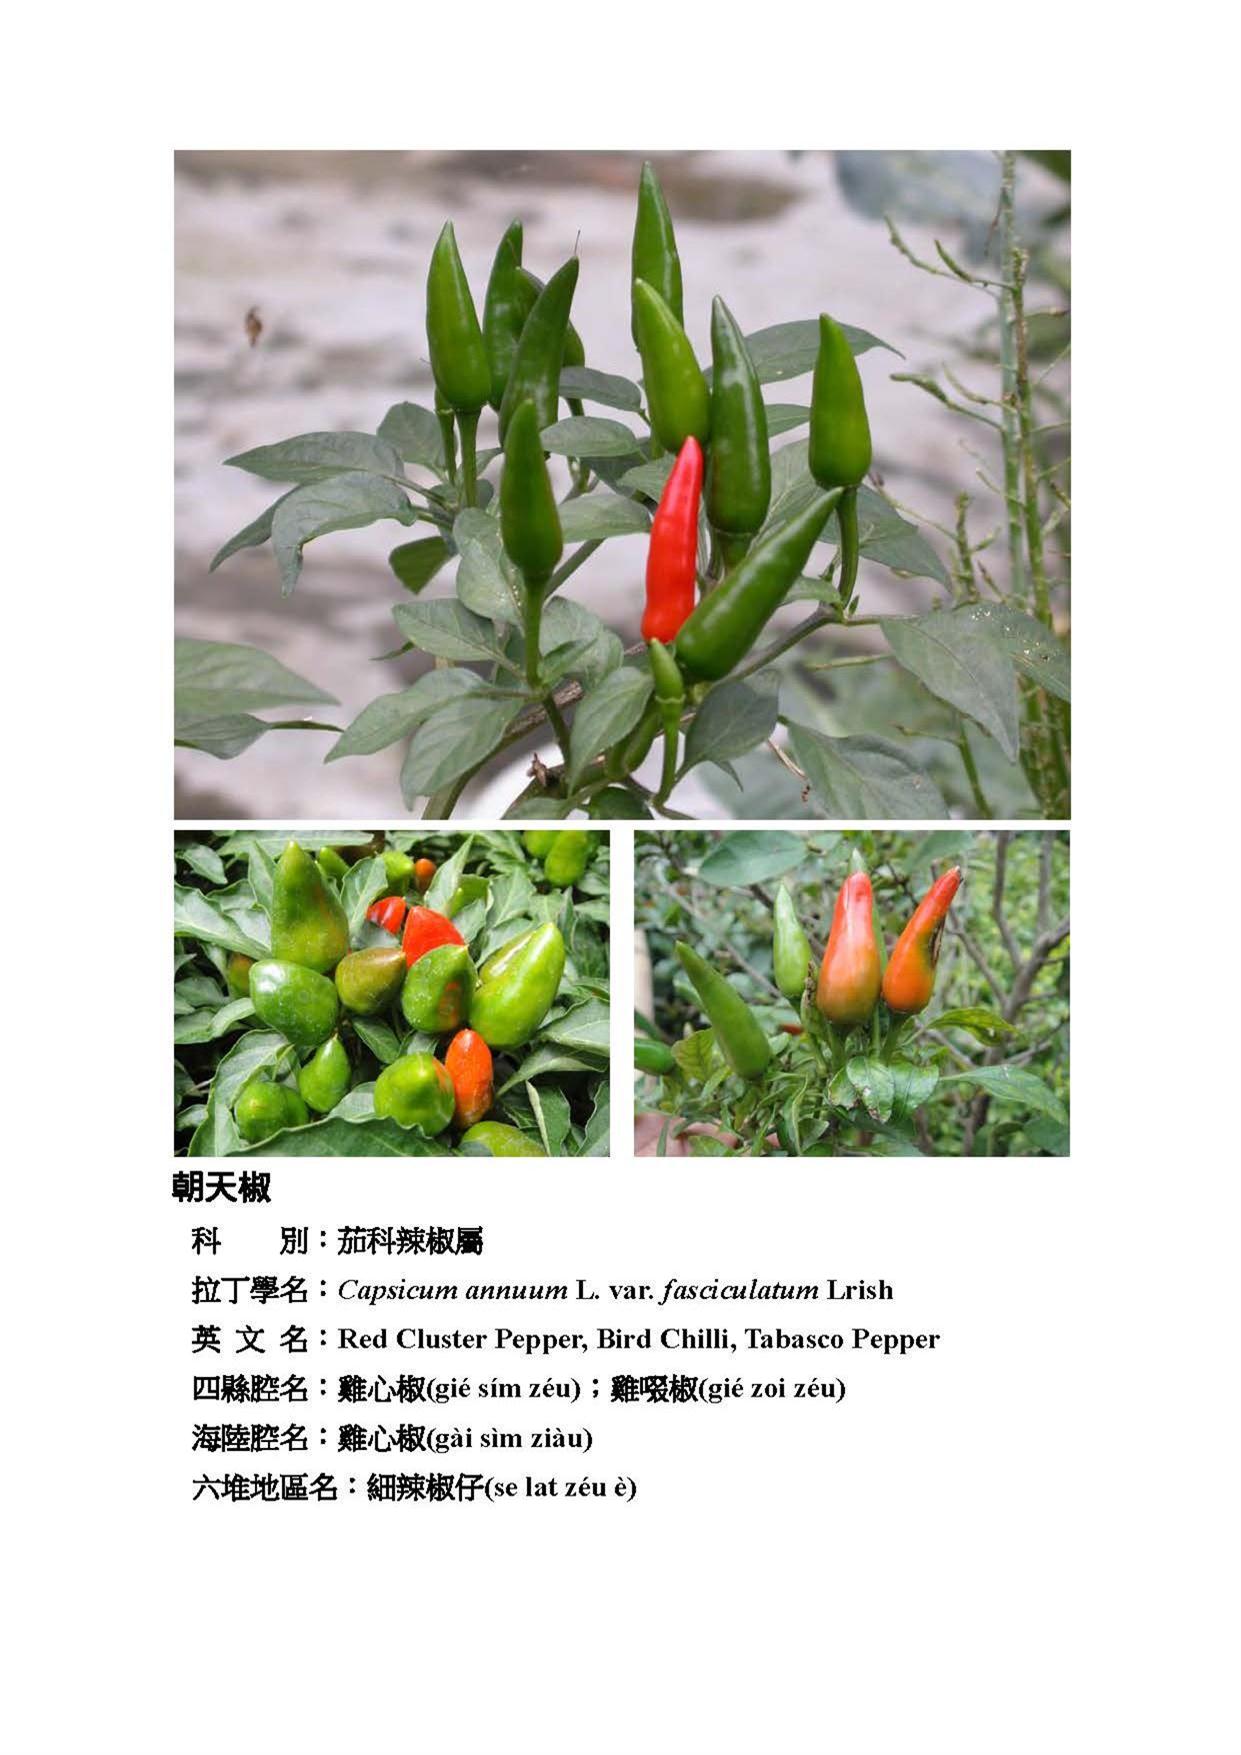 朝天椒
科　　別：茄科辣椒屬
拉丁學名：Capsicum annuum L. var. fasciculatum Lrish
英 文 名：Red Cluster Pepper, Bird Chilli, Tabasco Pepper
四縣腔名：雞心椒(gié sím zéu)；雞啜椒(gié zoi zéu)
海陸腔名：雞心椒(gài sìm ziàu)
六堆地區名：細辣椒仔(se lat zéu è)